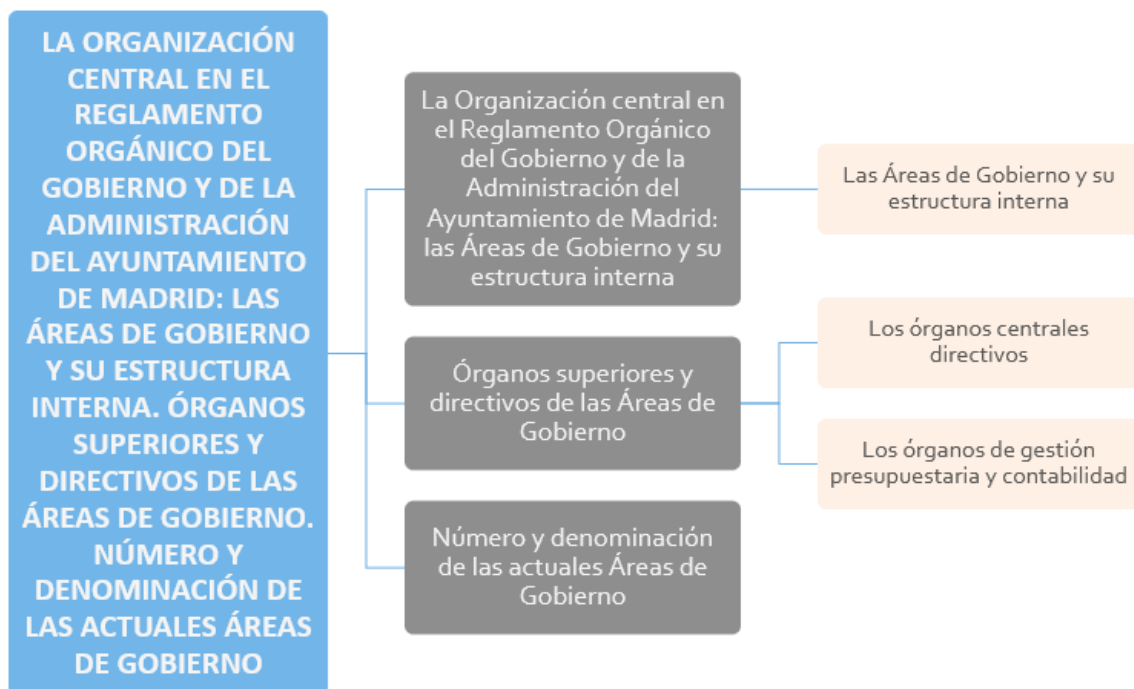 LA ORGANIZACIÓN
CENTRAL EN EL
REGLAMENTO
ORGÁNICO DEL
GOBIERNO Y DE LA
ADMINISTRACIÓN
DEL AYUNTAMIENTO
DE MADRID: LAS
ÁREAS DE GOBIERNO
Y SU ESTRUCTURA
INTERNA. ÓRGANOS
SUPERIORES Y
DIRECTIVOS DE LAS
ÁREAS DE GOBIERNO.
NÚMERO Y
DENOMINACIÓN DE
LAS ACTUALES ÁREAS
DE GOBIERNO
La Organización central en
el Reglamento Orgánico
del Gobierno y de la
Administración del
Ayuntamiento de Madrid:
las Áreas de Gobierno y su
estructura interna
Las Áreas de Gobierno y su
estructura interna
Órganos superiores y
directivos de las Áreas de
Gobierno
Los órganos centrales
directivos
Los órganos de gestión
presupuestaria y contabilidad
Número y denominación
de las actuales Áreas de
Gobierno